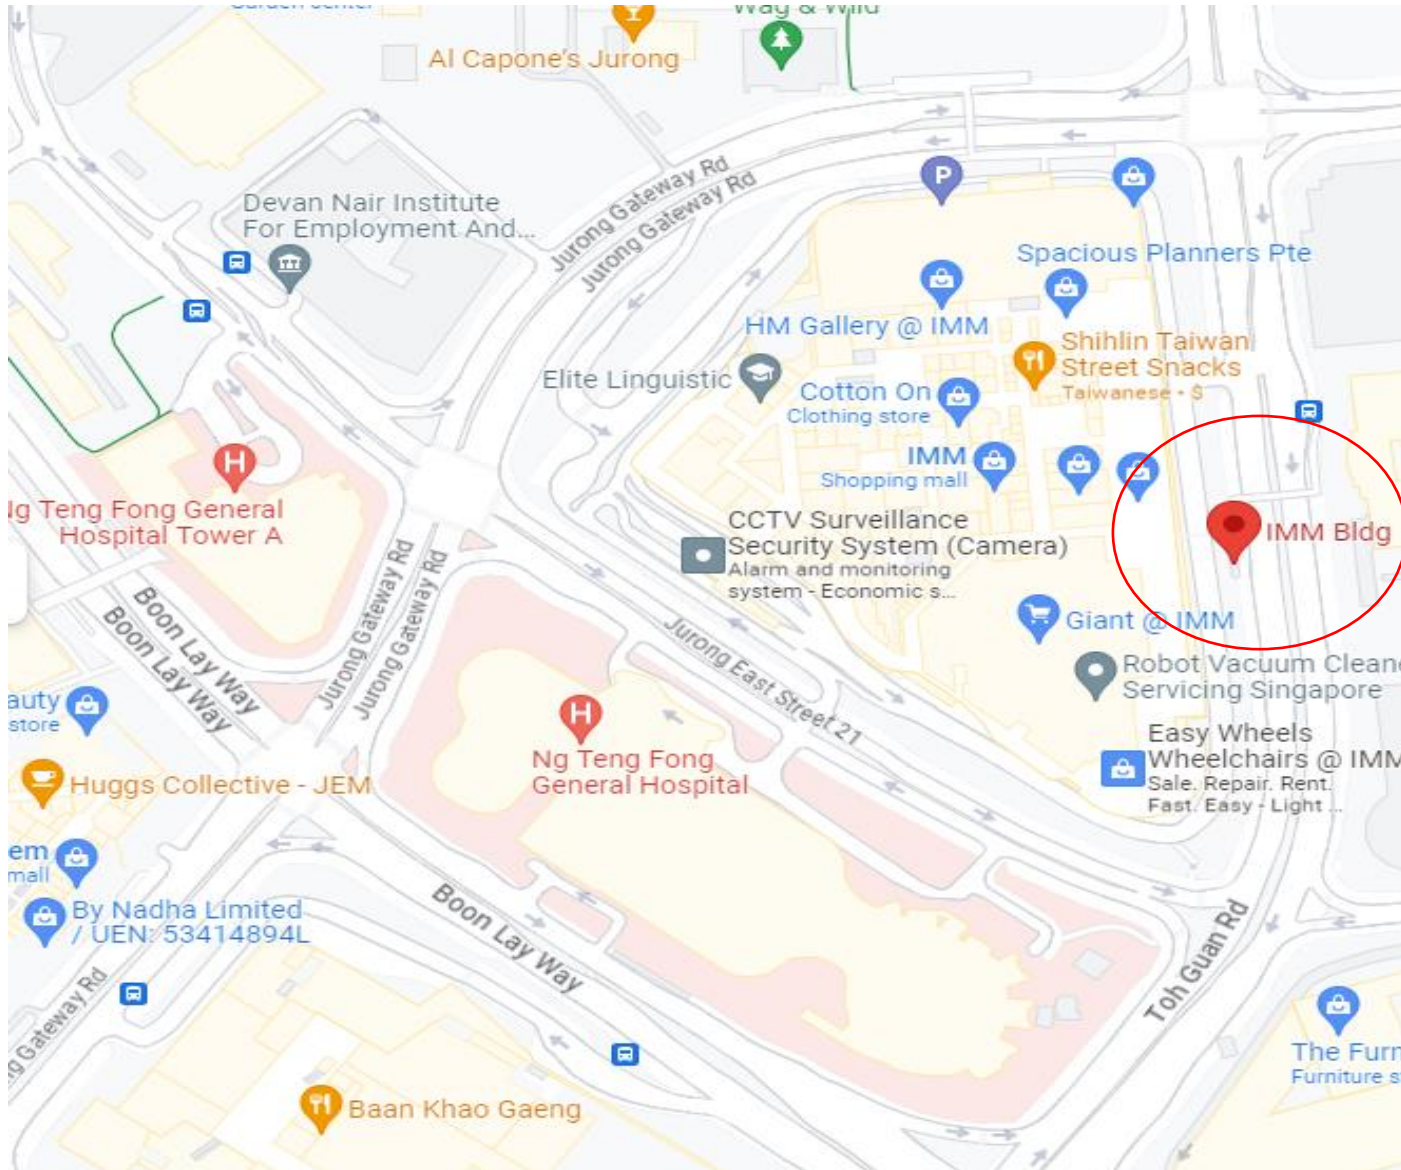 Garden Center
Wag & Wild
Al Capone's Jurong
Jurong Gateway Rd
Jurong Gateway Rd
P
Devan Nair Institute
For Employment And...
Spacious Planners Pte
HM Gallery @ IMM
Shihlin Taiwan
Street Snacks
Taiwanese • $
Elite Linguistic
Cotton On
Clothing store
IMM
Shopping mall
H
Ng Teng Fong General
Hospital Tower A
CCTV Surveillance
Security System (Camera)
Alarm and monitoring
system - Economic s...
IMM Bldg
Jurong Gateway Rd
Jurong Gateway Rd
Boon Lay Way
Boon Lay Way
Giant @ IMM
Jurong East Street 21
Robot Vacuum Clean
Servicing Singapore
auty
store
H
Ng Teng Fong
General Hospital
Easy Wheels
Wheelchairs @ IMM
Sale. Repair. Rent.
Fast. Easy - Light ...
Huggs Collective - JEM
em
mall
By Nadha Limited
/ UEN: 53414894L
Boon Lay Way
Toh Guan Rd
ng Gateway Rd
The Furn
Furniture s
Baan Khao Gaeng